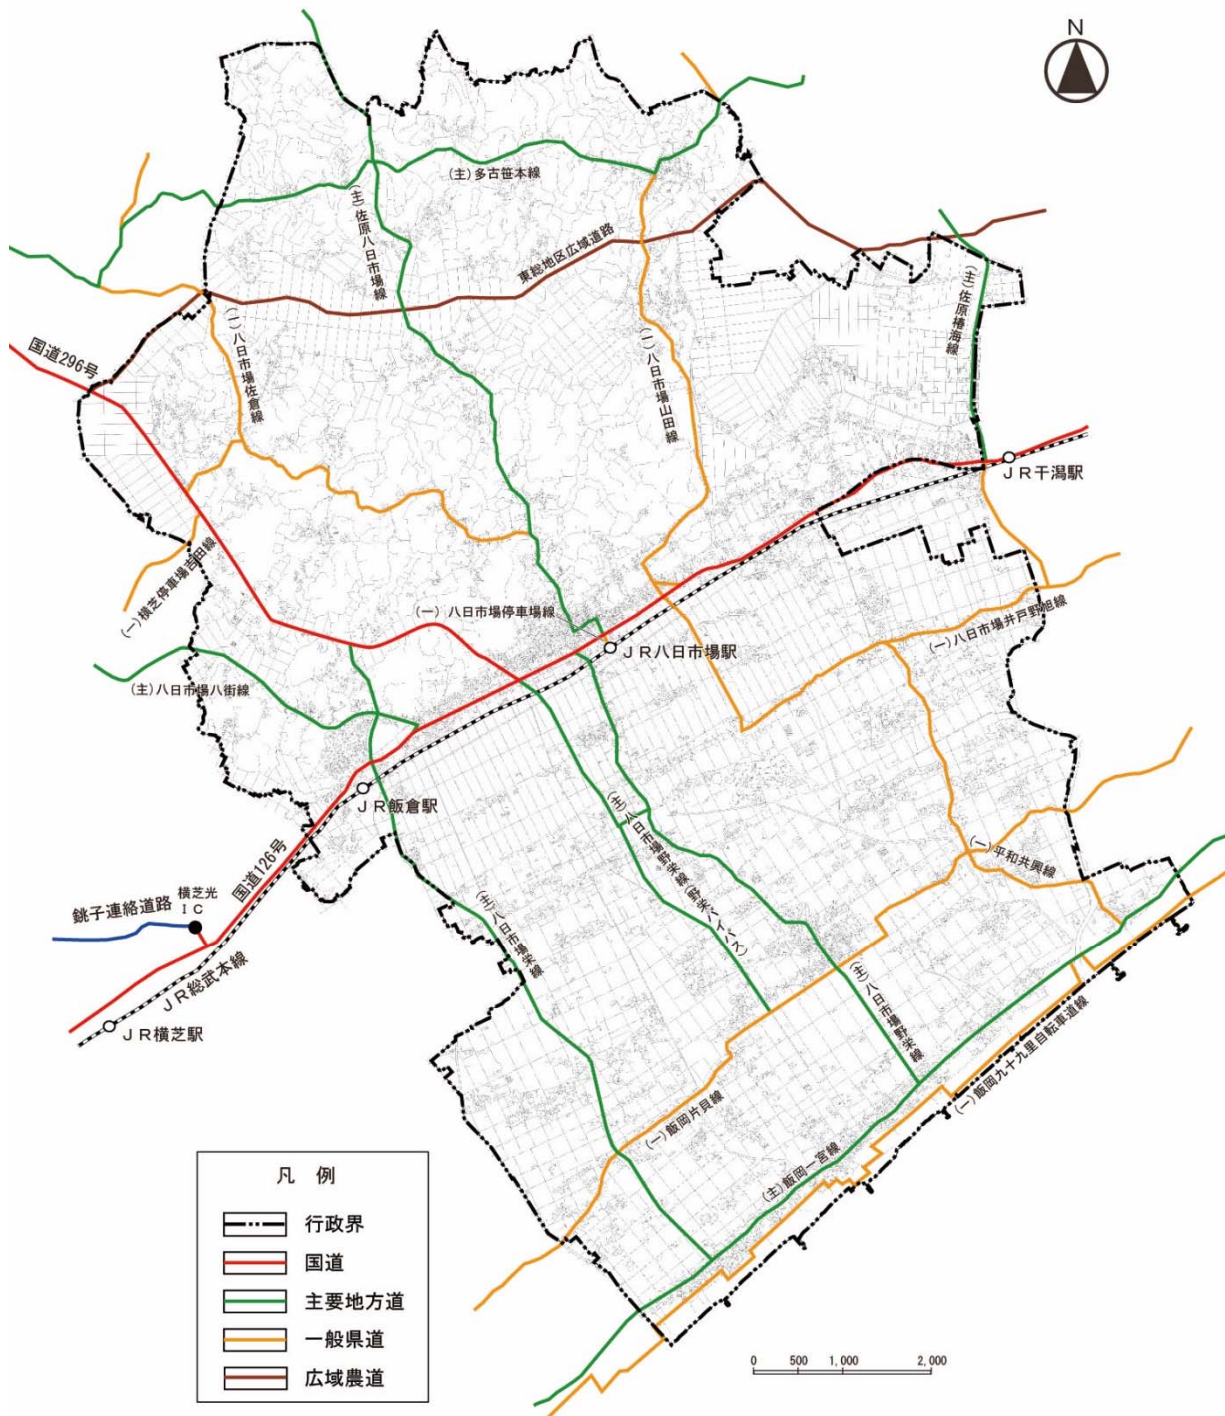 N
(主)多古笹本線
(主)佐原八日市場線
東総地区広域道路
(主)佐原椿海線
国道296号
(一)八日市場佐倉線
(一)八日市場山田線
JR干潟駅
(一)横芝停車場吉田線
(一) 八日市場停車場線
(一)八日市場井戸野旭線
JR八日市場駅
(主)八日市場八街線
JR飯倉駅
(主)八日市場野栄線(野栄バイパス)
(一)平和共興線
国道126号
横芝光
IC
銚子連絡道路
(主)八日市場栄線
JR総武本線
(主)八日市場野栄線
JR横芝駅
(一)飯岡九十九里自転車道線
(一)飯岡片貝線
(主)飯岡一宮線
凡 例
行政界
国道
主要地方道
一般県道
広域農道
0 500 1,000 2,000